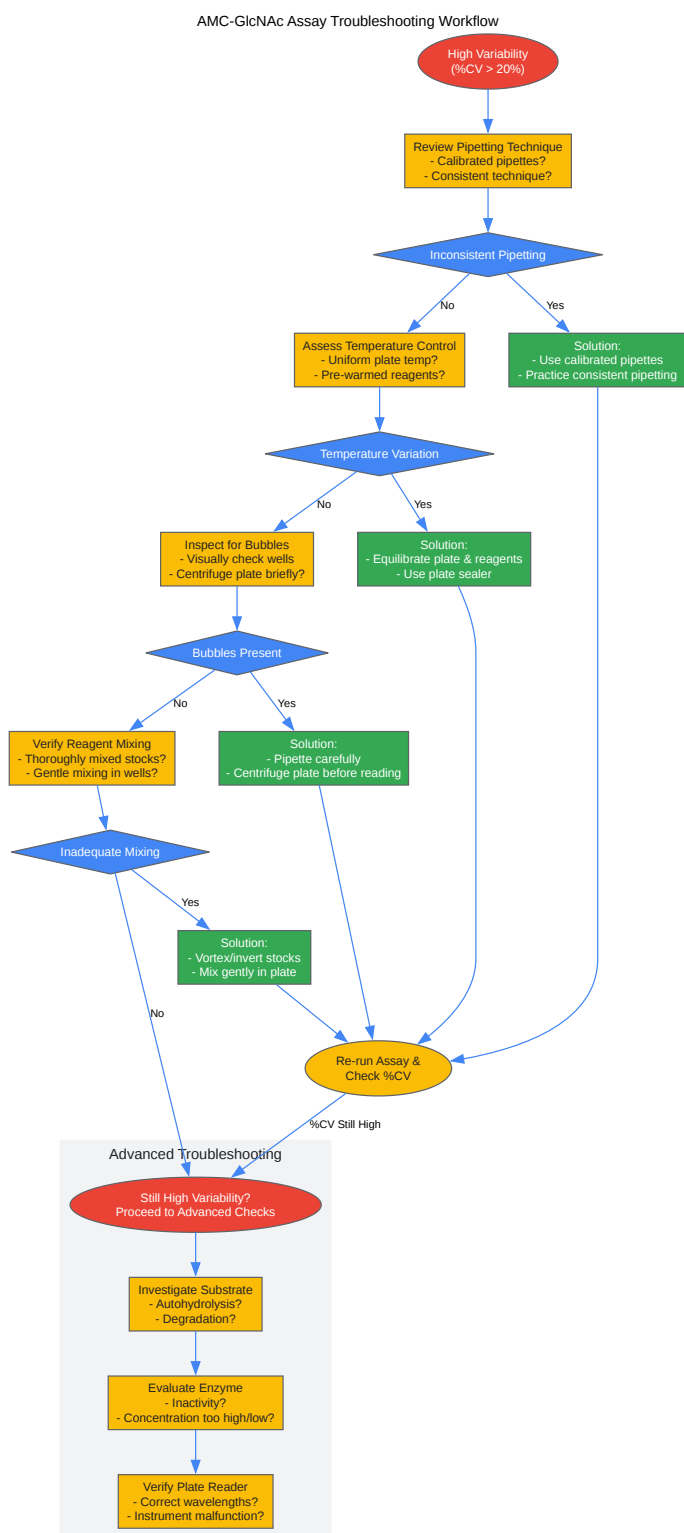 AMC-GlcNAc Assay Troubleshooting Workflow
High Variability
(%CV > 20%)
Review Pipetting Technique
- Calibrated pipettes?
- Consistent technique?
Inconsistent Pipetting
No
Yes
Assess Temperature Control
- Uniform plate temp?
- Pre-warmed reagents?
Solution:
- Use calibrated pipettes
- Practice consistent pipetting
Temperature Variation
No
Yes
Inspect for Bubbles
- Visually check wells
- Centrifuge plate briefly?
Solution:
- Equilibrate plate & reagents
- Use plate sealer
Bubbles Present
No
Yes
Verify Reagent Mixing
- Thoroughly mixed stocks?
- Gentle mixing in wells?
Solution:
- Pipette carefully
- Centrifuge plate before reading
Inadequate Mixing
Yes
Solution:
- Vortex/invert stocks
- Mix gently in plate
No
Re-run Assay &
Check %CV
%CV Still High
Advanced Troubleshooting
Still High Variability?
Proceed to Advanced Checks
Investigate Substrate
- Autohydrolysis?
- Degradation?
Evaluate Enzyme
- Inactivity?
- Concentration too high/low?
Verify Plate Reader
- Correct wavelengths?
- Instrument malfunction?